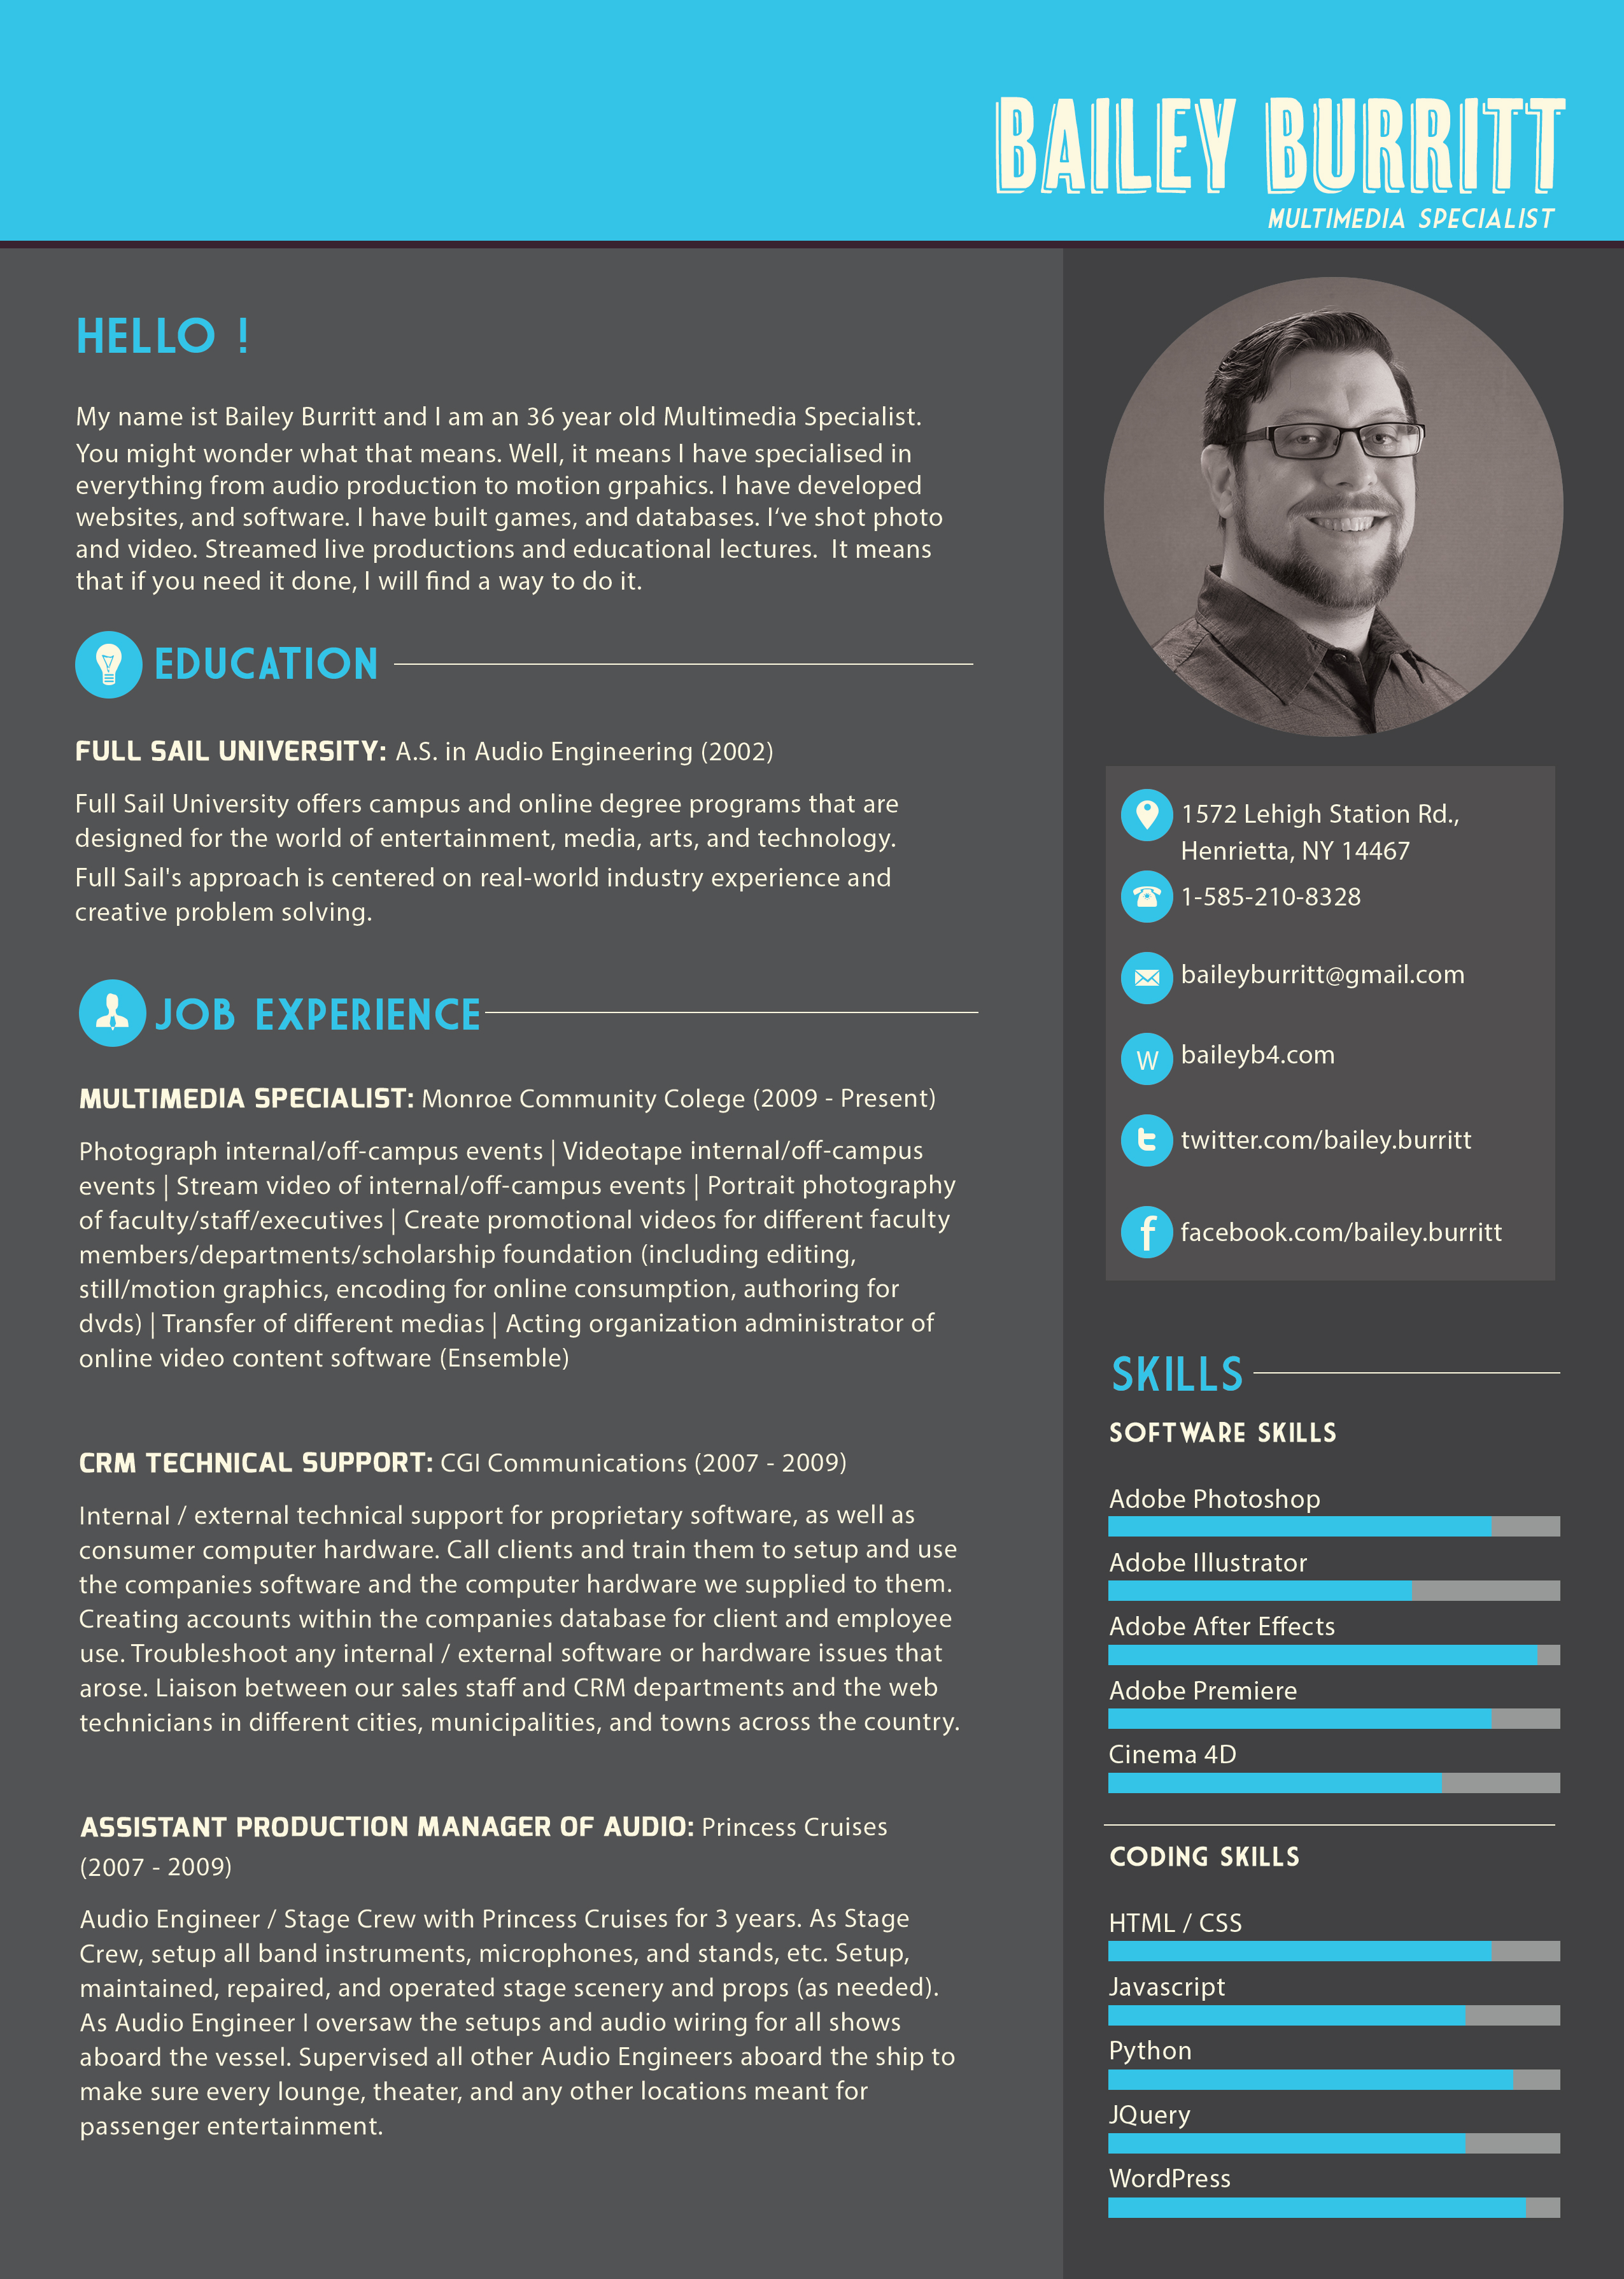 BAILEY BURRITT
MULTIMEDIA SPECIALIST
HELLO !
My name ist Bailey Burritt and I am an 36 year old Multimedia Specialist.
You might wonder what that means. Well, it means I have specialised in
everything from audio production to motion grpahics. I have developed
websites, and software. I have built games, and databases. I‘ve shot photo
and video. Streamed live productions and educational lectures.  It means
that if you need it done, I will find a way to do it.
EDUCATION
FULL SAIL UNIVERSITY: A.S. in Audio Engineering (2002)
Full Sail University offers campus and online degree programs that are
designed for the world of entertainment, media, arts, and technology.
Full Sail's approach is centered on real-world industry experience and
creative problem solving.
JOB EXPERIENCE
MULTIMEDIA SPECIALIST: Monroe Community Colege (2009 - Present)
Photograph internal/off-campus events | Videotape internal/off-campus
events | Stream video of internal/off-campus events | Portrait photography
of faculty/staff/executives | Create promotional videos for different faculty
members/departments/scholarship foundation (including editing,
still/motion graphics, encoding for online consumption, authoring for
dvds) | Transfer of different medias | Acting organization administrator of
online video content software (Ensemble)
CRM TECHNICAL SUPPORT: CGI Communications (2007 - 2009)
Internal / external technical support for proprietary software, as well as
consumer computer hardware. Call clients and train them to setup and use
the companies software and the computer hardware we supplied to them.
Creating accounts within the companies database for client and employee
use. Troubleshoot any internal / external software or hardware issues that
arose. Liaison between our sales staff and CRM departments and the web
technicians in different cities, municipalities, and towns across the country.
ASSISTANT PRODUCTION MANAGER OF AUDIO: Princess Cruises
(2007 - 2009)
Audio Engineer / Stage Crew with Princess Cruises for 3 years. As Stage
Crew, setup all band instruments, microphones, and stands, etc. Setup,
maintained, repaired, and operated stage scenery and props (as needed).
As Audio Engineer I oversaw the setups and audio wiring for all shows
aboard the vessel. Supervised all other Audio Engineers aboard the ship to
make sure every lounge, theater, and any other locations meant for
passenger entertainment.
1572 Lehigh Station Rd.,
Henrietta, NY 14467
1-585-210-8328
baileyburritt@gmail.com
W baileyb4.com
t twitter.com/bailey.burritt
f facebook.com/bailey.burritt
SKILLS
SOFTWARE SKILLS
Adobe Photoshop
Adobe Illustrator
Adobe After Effects
Adobe Premiere
Cinema 4D
CODING SKILLS
HTML / CSS
Javascript
Python
JQuery
WordPress